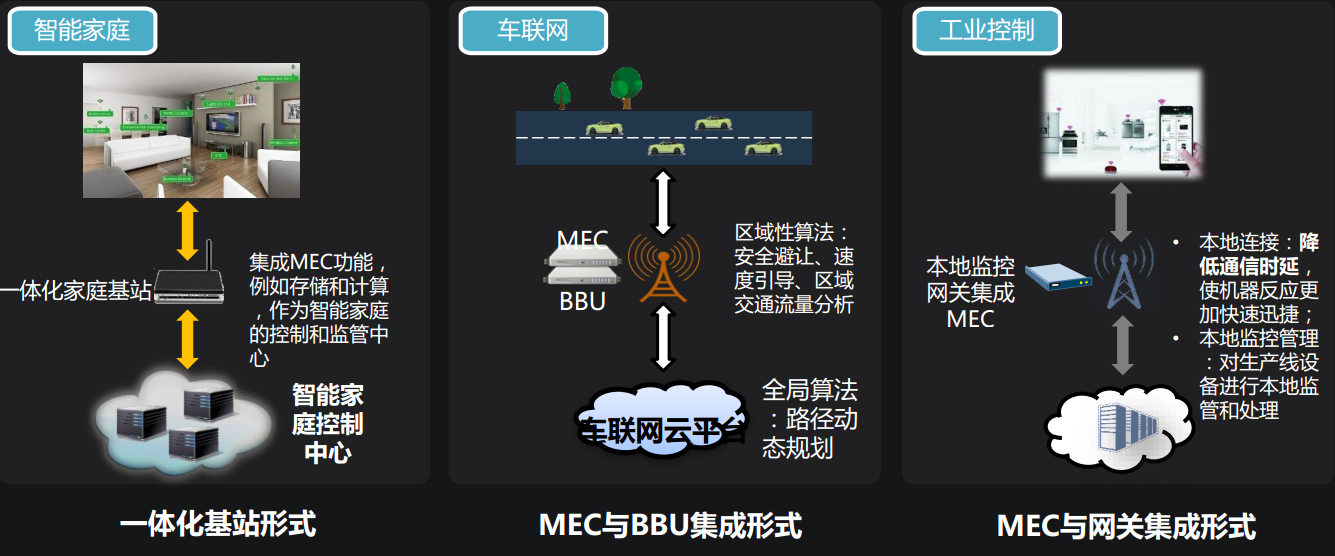 智能家庭
一体化家庭基站
集成MEC功能，
例如存储和计算
，作为智能家庭
的控制和监管中
心
智能家
庭控制
中心
一体化基站形式
车联网
MEC
BBU
区域性算法：
安全避让、速
度引导、区域
交通流量分析
车联网云平台
全局算法
：路径动
态规划
MEC与BBU集成形式
工业控制
本地监控
网关集成
MEC
• 本地连接：降
低通信时延，
使机器反应更
加快速迅捷；
• 本地监控管理
：对生产线设
备进行本地监
管和处理
MEC与网关集成形式